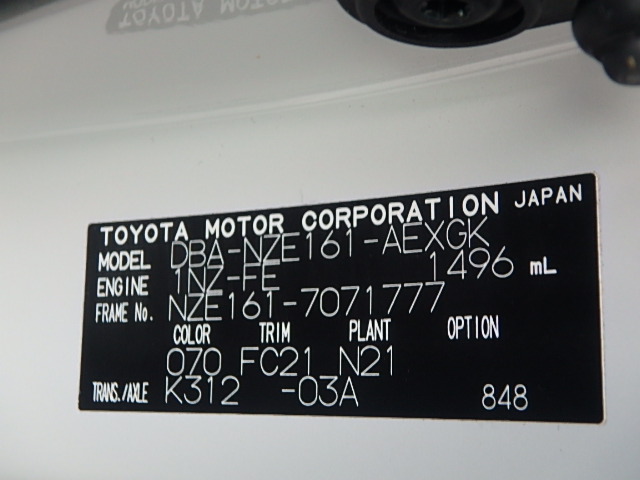 TOYOTA MOTOR CORPORATION JAPAN
MODEL DBA-NZE161-AEXGK
ENGINE 1NZ-FE 1496 mL
FRAME No. NZE161-7071777
COLOR TRIM PLANT OPTION
070 FC21 N21
TRANS./AXLE K312 -03A 848